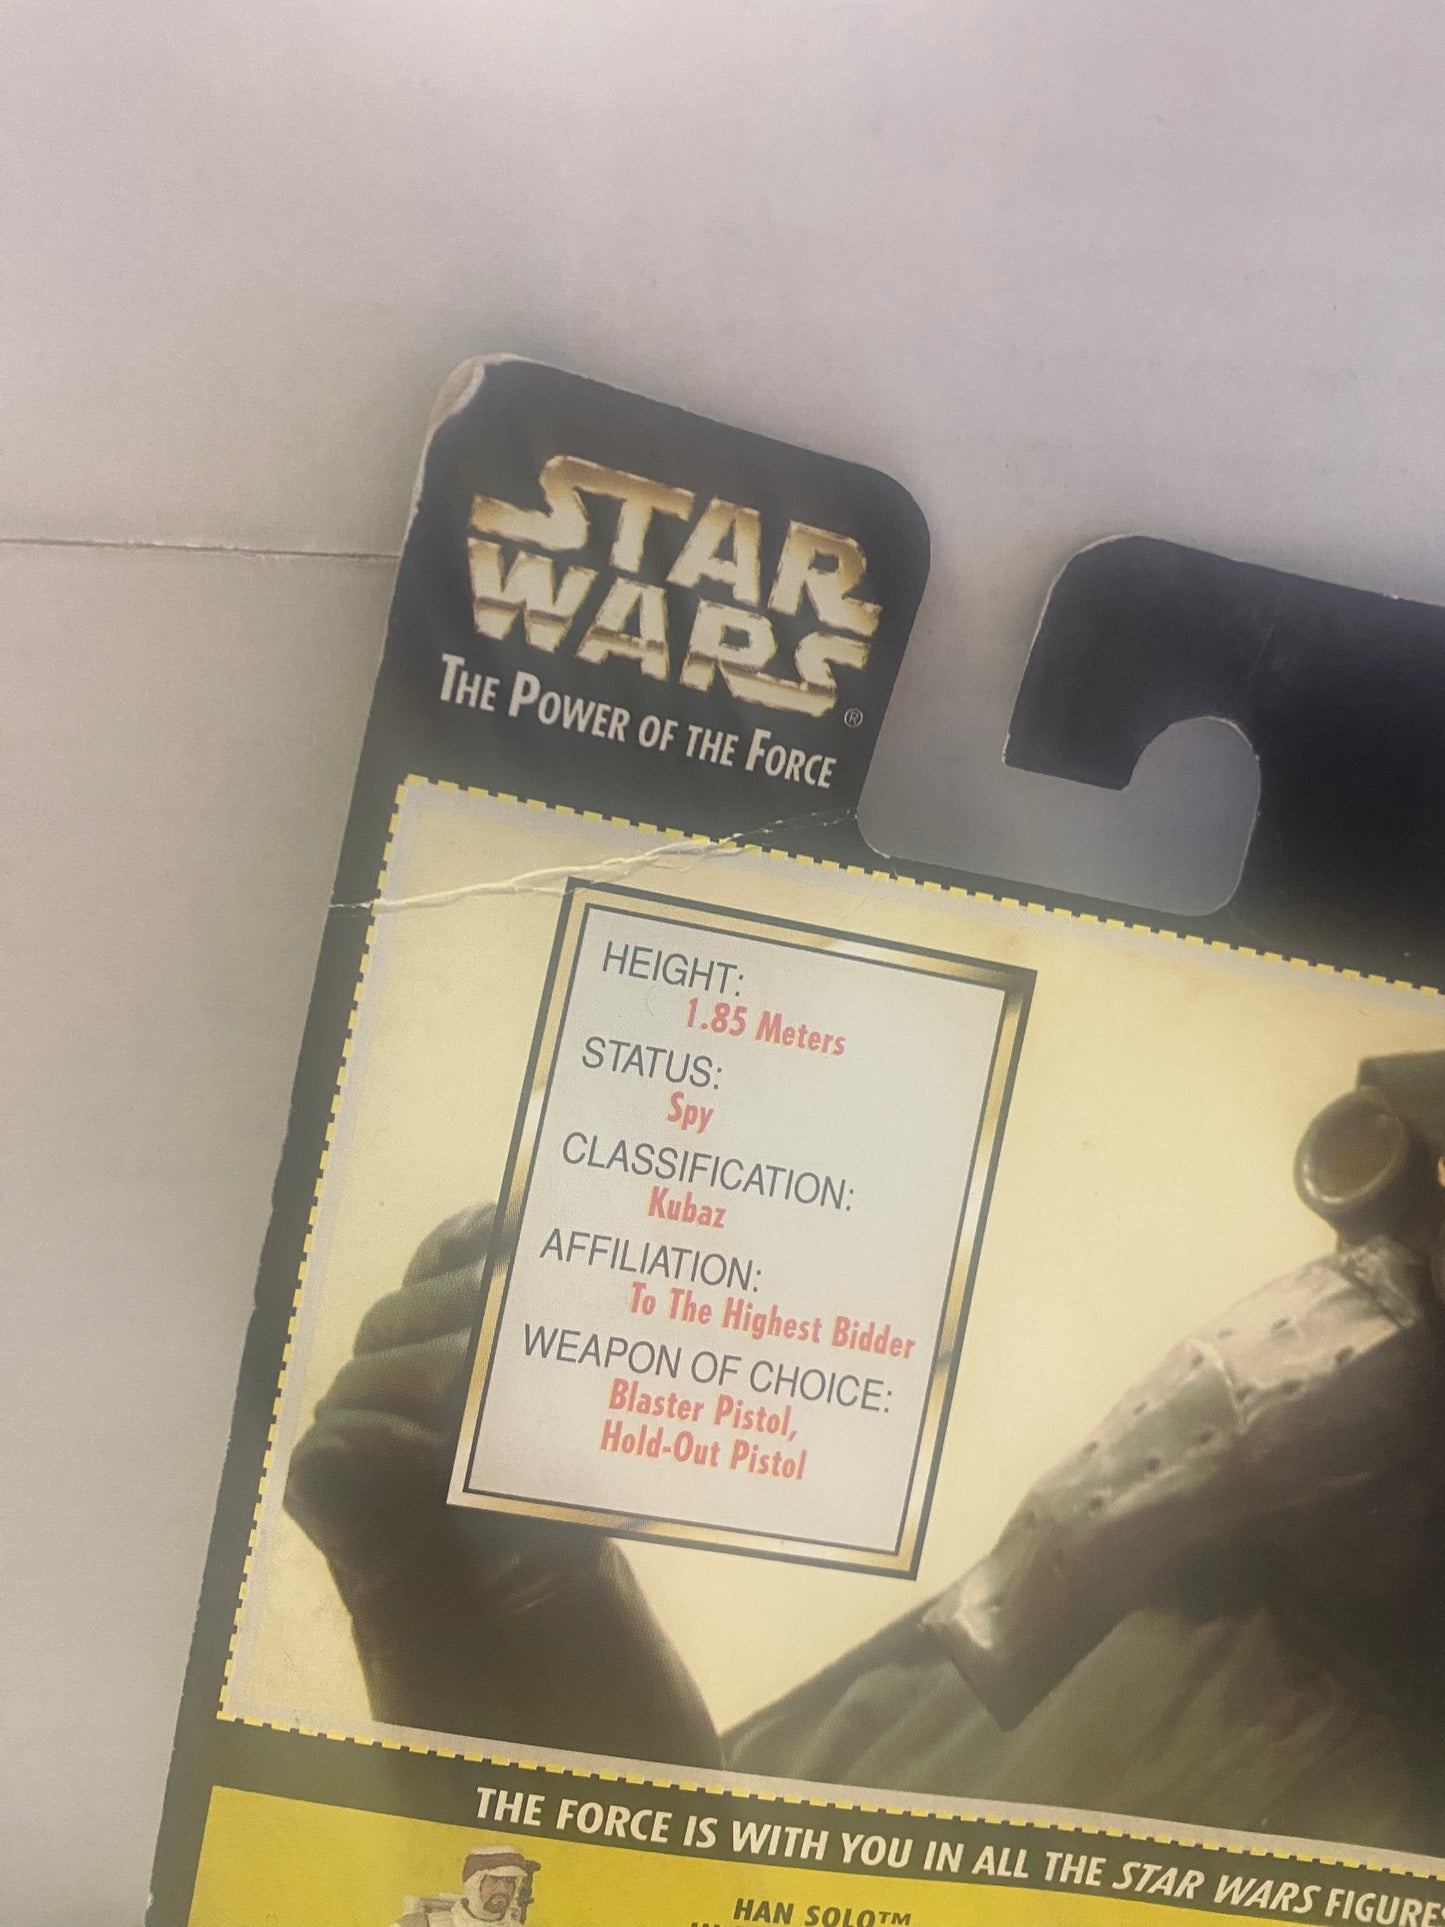 STAR
WARS®
THE POWER OF THE FORCE
HEIGHT:
1.85 Meters
STATUS:
Spy
CLASSIFICATION:
Kubaz
AFFILIATION:
To The Highest Bidder
WEAPON OF CHOICE:
Blaster Pistol,
Hold-Out Pistol
THE FORCE IS WITH YOU IN ALL THE STAR WARS FIGURES
HAN SOLO™